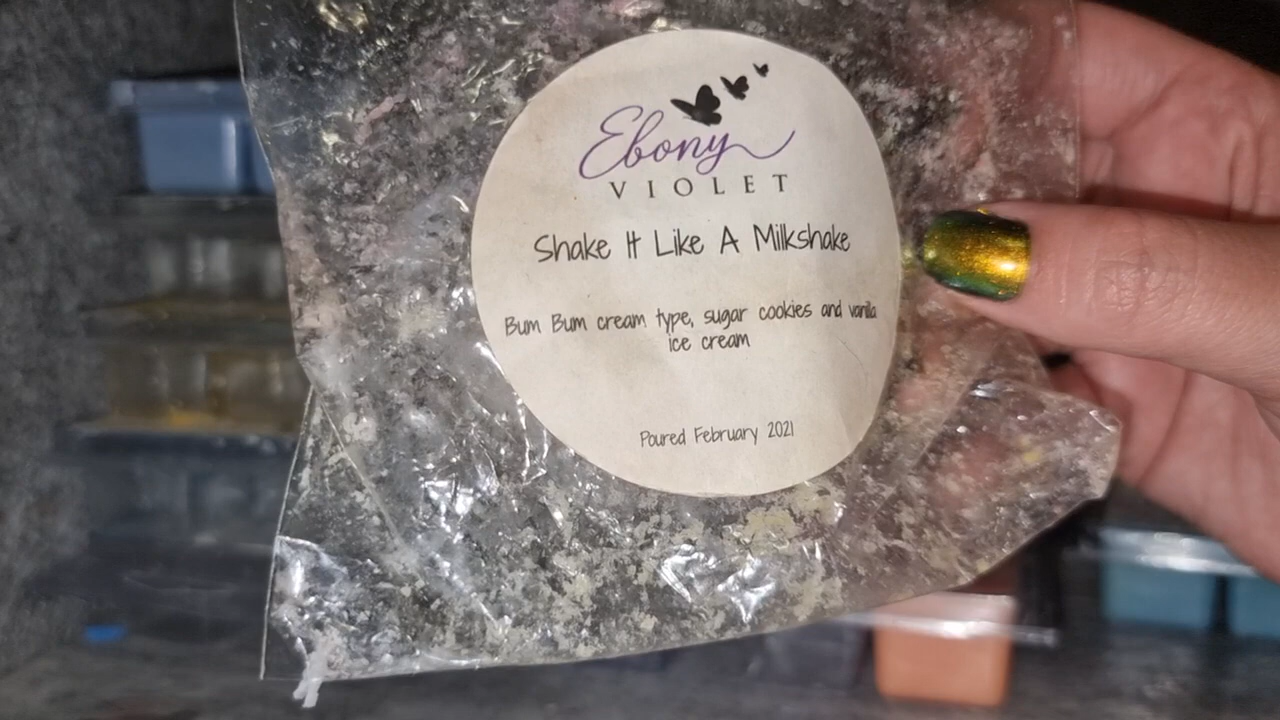 Ebony
VIOLET
Shake It Like A Milkshake
Bum Bum cream type, sugar cookies and vanilla
ice cream
Poured February 2021